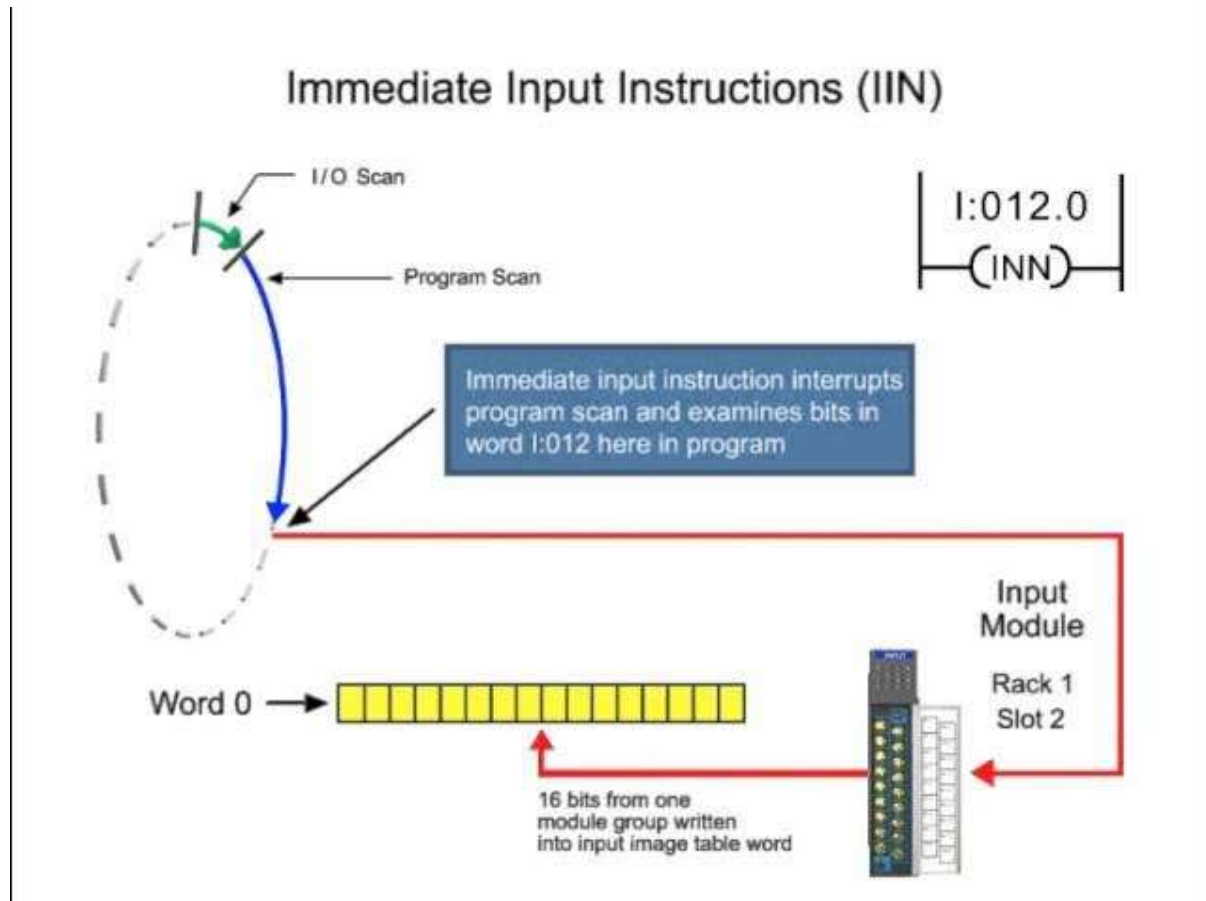 Immediate Input Instructions (IIN)
I/O Scan
Program Scan
I:012.0
(INN)
Immediate input instruction interrupts
program scan and examines bits in
word I:012 here in program
Input
Module
Rack 1
Slot 2
Word 0
INPUT
16 bits from one
module group written
into input image table word